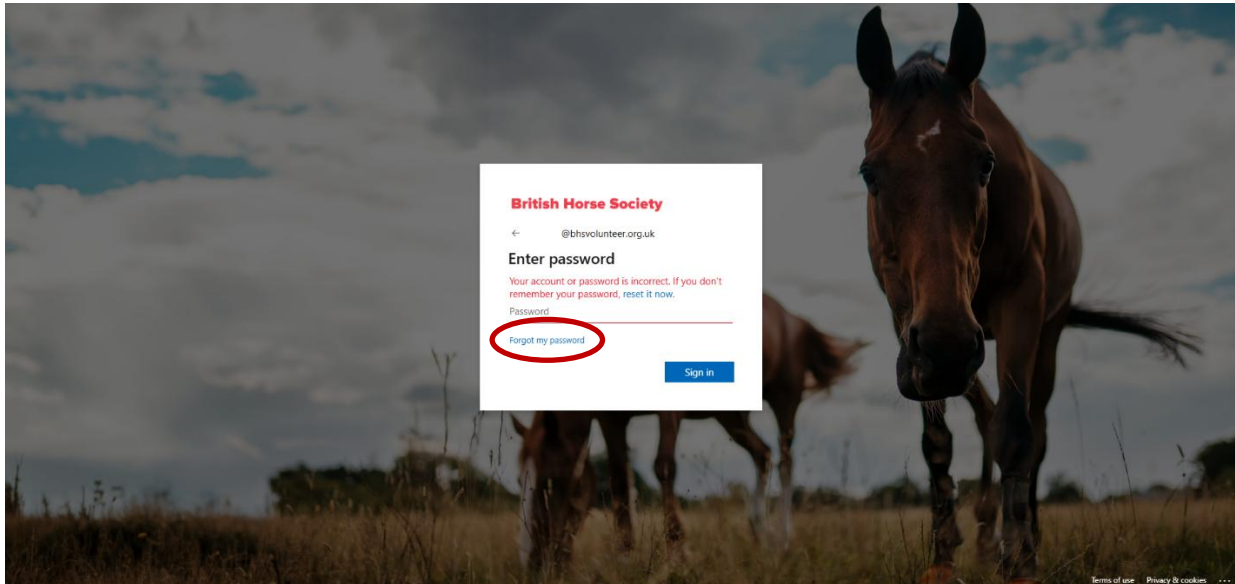 British Horse Society
← @bhsvolunteer.org.uk
Enter password
Your account or password is incorrect. If you don't
remember your password, reset it now.
Password
Forgot my password
Sign in
Terms of use Privacy & cookies ...